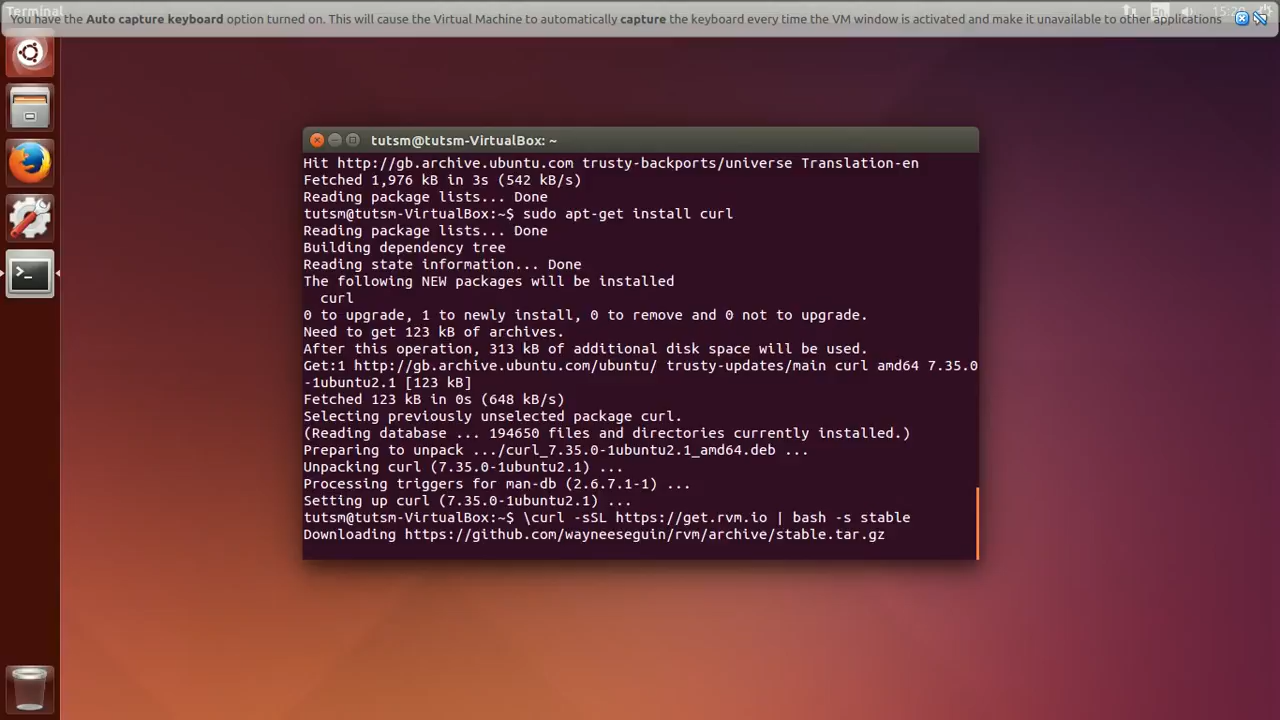 Terminal
You have the Auto capture keyboard option turned on. This will cause the Virtual Machine to automatically capture the keyboard every time the VM window is activated and make it unavailable to other applications
tutsm@tutsm-VirtualBox: ~
Hit http://gb.archive.ubuntu.com trusty-backports/universe Translation-en
Fetched 1,976 kB in 3s (542 kB/s)
Reading package lists... Done
tutsm@tutsm-VirtualBox:~$ sudo apt-get install curl
Reading package lists... Done
Building dependency tree
Reading state information... Done
The following NEW packages will be installed
curl
0 to upgrade, 1 to newly install, 0 to remove and 0 not to upgrade.
Need to get 123 kB of archives.
After this operation, 313 kB of additional disk space will be used.
Get:1 http://gb.archive.ubuntu.com/ubuntu/ trusty-updates/main curl amd64 7.35.0
-1ubuntu2.1 [123 kB]
Fetched 123 kB in 0s (648 kB/s)
Selecting previously unselected package curl.
(Reading database ... 194650 files and directories currently installed.)
Preparing to unpack .../curl_7.35.0-1ubuntu2.1_amd64.deb ...
Unpacking curl (7.35.0-1ubuntu2.1) ...
Processing triggers for man-db (2.6.7.1-1) ...
Setting up curl (7.35.0-1ubuntu2.1) ...
tutsm@tutsm-VirtualBox:~$ \curl -sSL https://get.rvm.io | bash -s stable
Downloading https://github.com/wayneeseguin/rvm/archive/stable.tar.gz